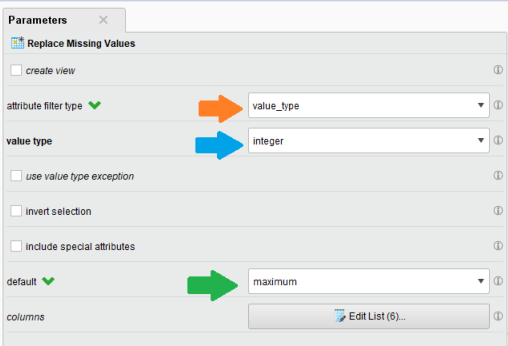 Parameters
Replace Missing Values
create view
attribute filter type value_type
value type integer
use value type exception
invert selection
include special attributes
default maximum
columns Edit List (6)...